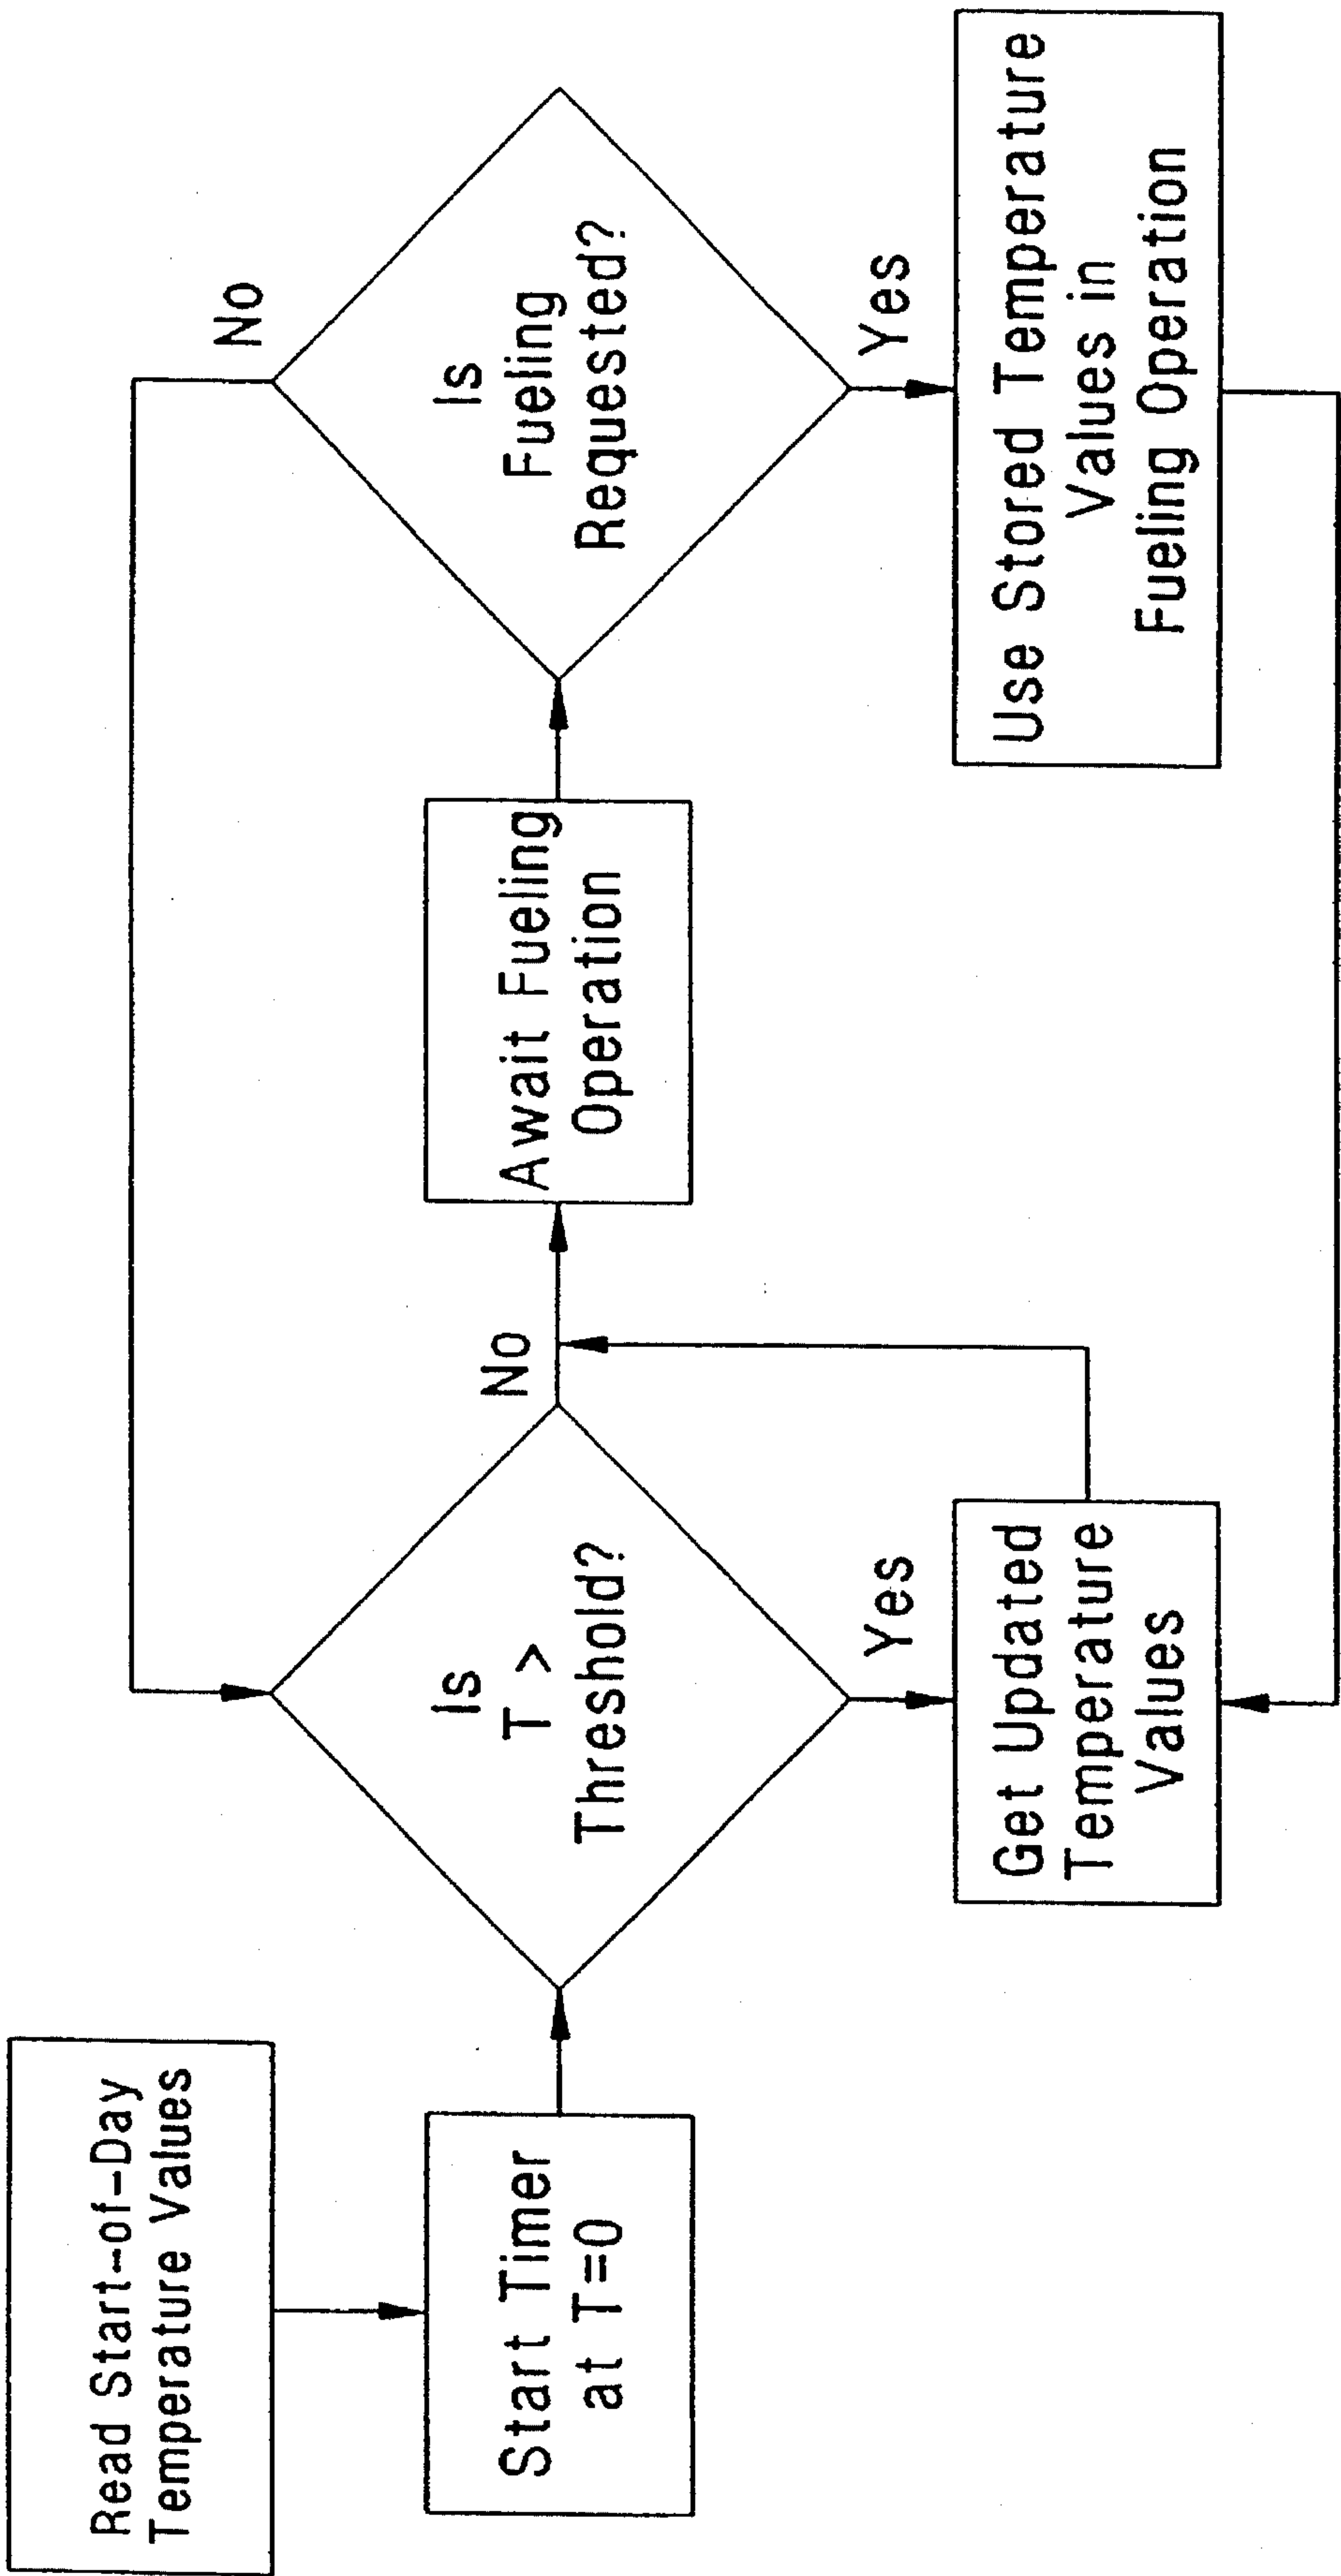 Read Start-of-Day
Temperature Values
Start Timer
at T=0
Is
T >
Threshold?
No
Yes
Get Updated
Temperature
Values
Await Fueling
Operation
Is
Fueling
Requested?
No
Yes
Use Stored Temperature
Values in
Fueling Operation